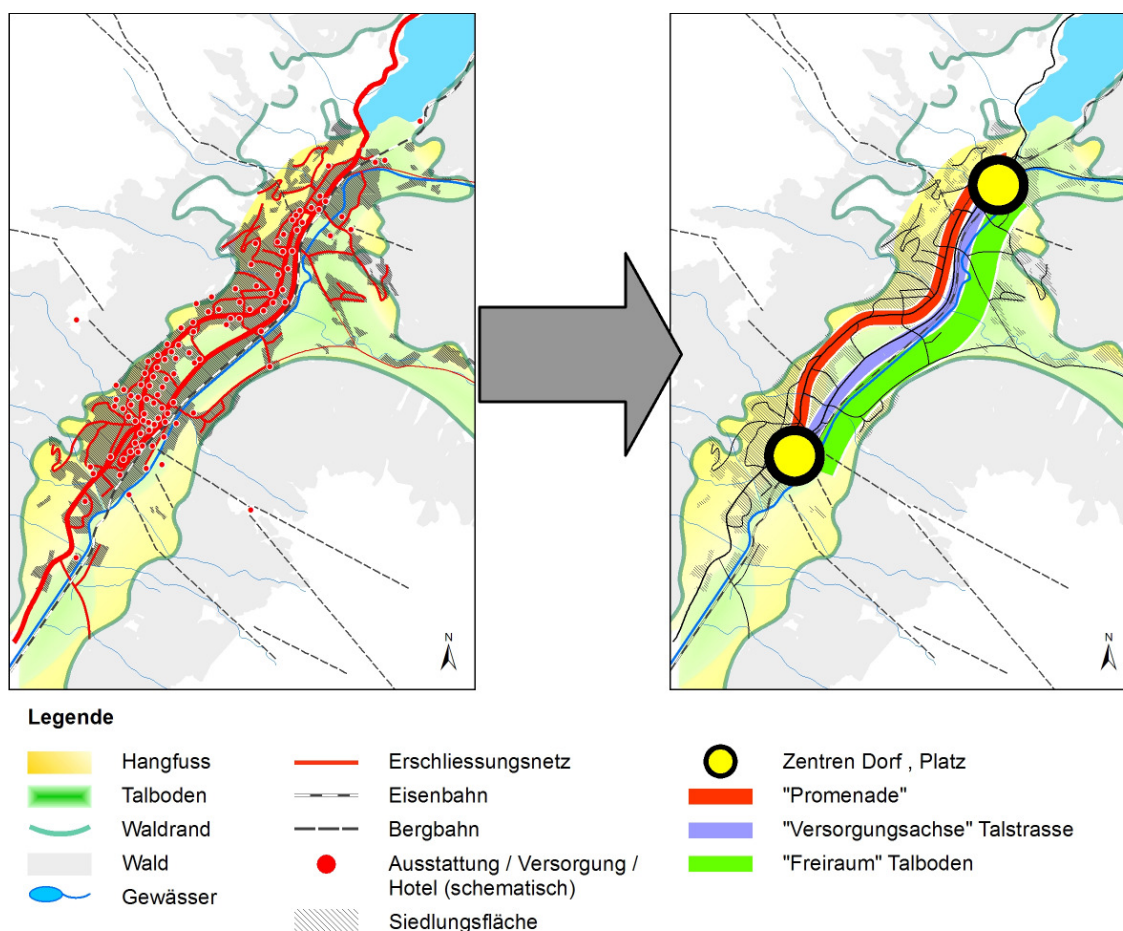 N
N
Legende
Hangfuss
Talboden
Waldrand
Wald
Gewässer
Erschliessungsnetz
Eisenbahn
Bergbahn
Ausstattung / Versorgung /
Hotel (schematisch)
Siedlungsfläche
Zentren Dorf , Platz
"Promenade"
"Versorgungsachse" Talstrasse
"Freiraum" Talboden